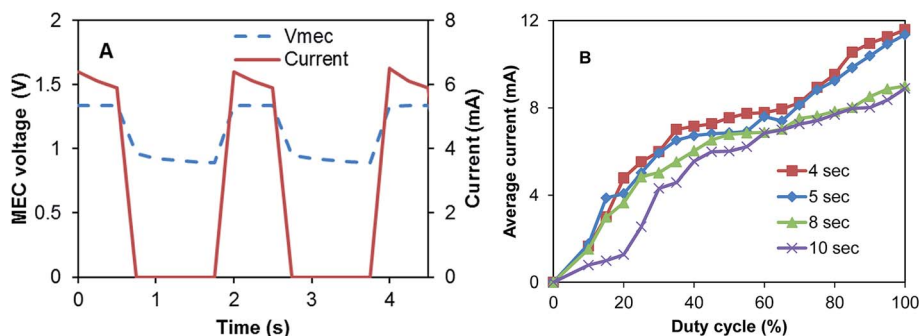 A
Vmec
Current
MEC voltage (V)
2
1.5
1
0.5
0
Current (mA)
8
6
4
2
0
0 1 2 3 4
Time (s)
B
Average current (mA)
12
8
4
0
4 sec
5 sec
8 sec
10 sec
0 20 40 60 80 100
Duty cycle (%)